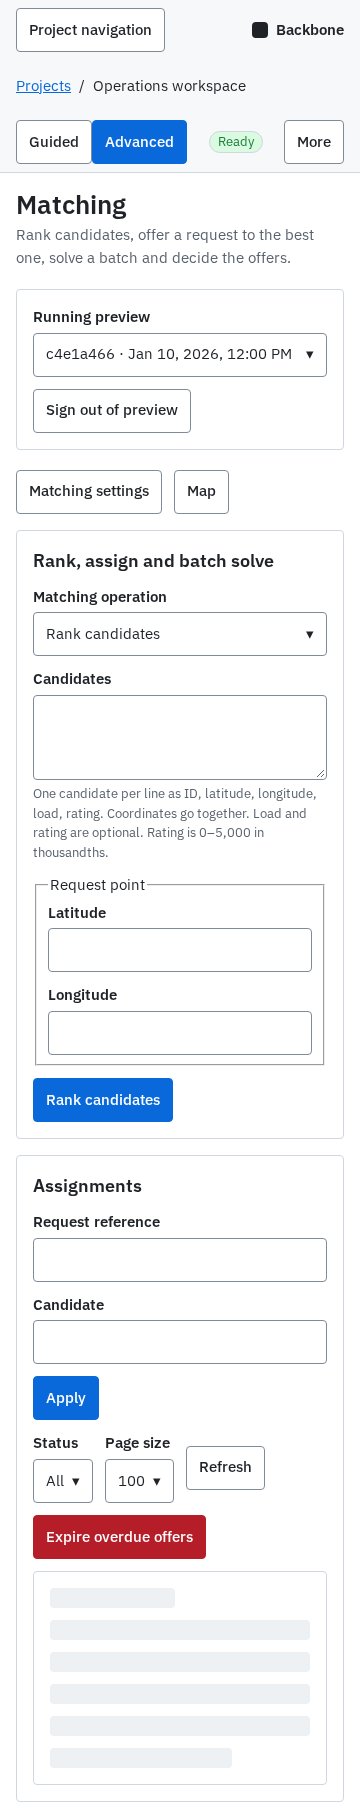 Project navigation
Backbone
Projects / Operations workspace
Guided
Advanced
Ready
More
Matching
Rank candidates, offer a request to the best
one, solve a batch and decide the offers.
Running preview
c4e1a466 · Jan 10, 2026, 12:00 PM ▾
Sign out of preview
Matching settings
Map
Rank, assign and batch solve
Matching operation
Rank candidates ▾
Candidates
One candidate per line as ID, latitude, longitude,
load, rating. Coordinates go together. Load and
rating are optional. Rating is 0–5,000 in
thousandths.
Request point
Latitude
Longitude
Rank candidates
Assignments
Request reference
Candidate
Apply
Status
Page size
All ▾
100 ▾
Refresh
Expire overdue offers